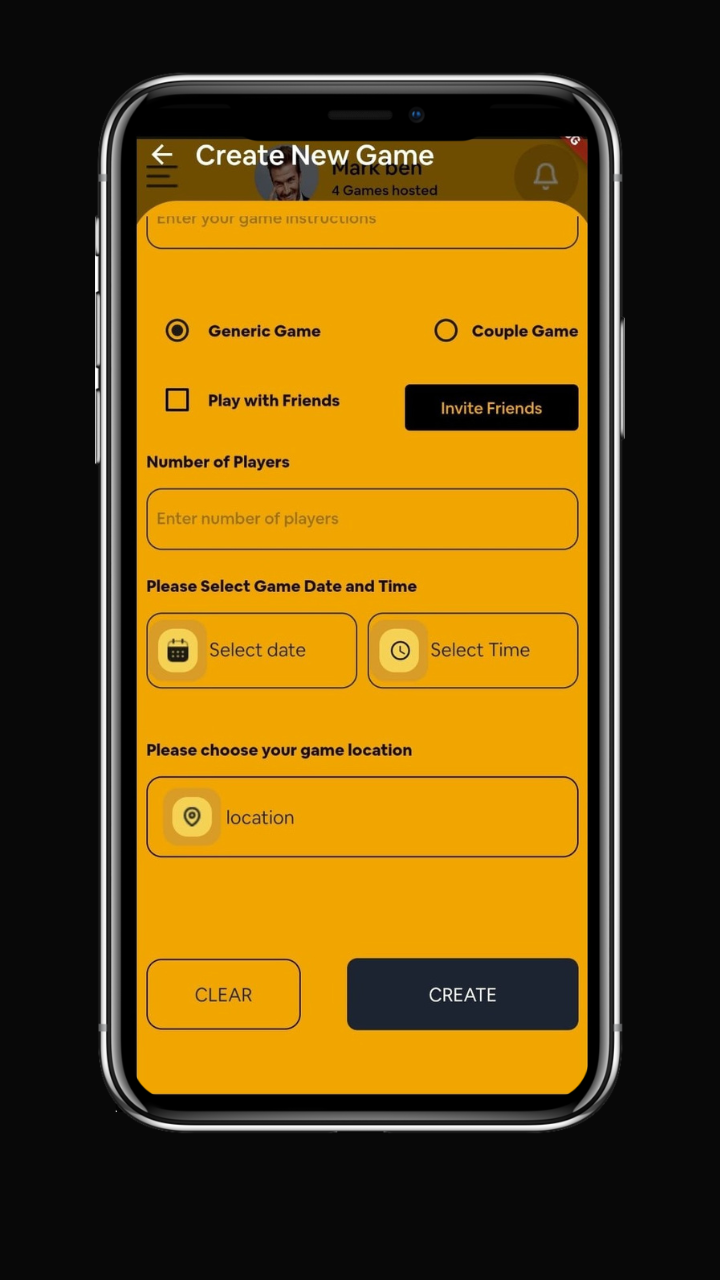 Create New Game
Mark ben
4 Games hosted
Enter your game instructions
Generic Game
Couple Game
Play with Friends
Invite Friends
Number of Players
Enter number of players
Please Select Game Date and Time
Select date
Select Time
Please choose your game location
location
CLEAR
CREATE